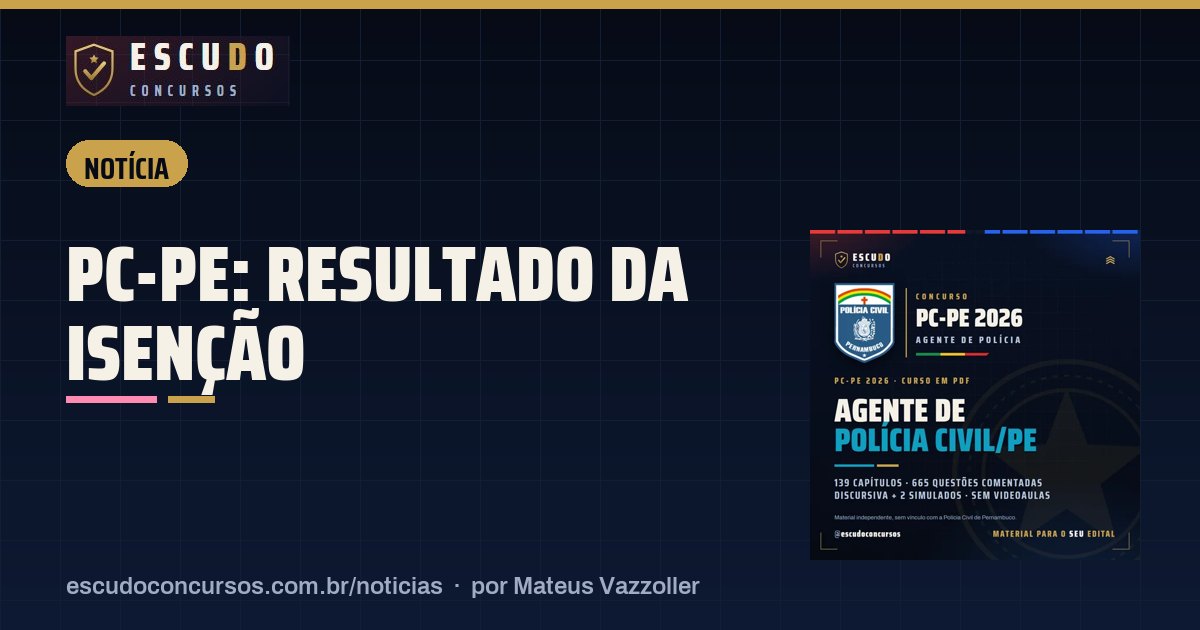 ESCUDO
CONCURSOS
NOTÍCIA
PC-PE: RESULTADO DA
ISENÇÃO
ESCUDO
CONCURSOS
POLÍCIA CIVIL
PERNAMBUCO
CONCURSO
PC-PE 2026
AGENTE DE POLÍCIA
PC-PE 2026 · CURSO EM PDF
AGENTE DE
POLÍCIA CIVIL/PE
139 CAPÍTULOS · 665 QUESTÕES COMENTADAS
DISCURSIVA + 2 SIMULADOS · SEM VIDEOAULAS
Material independente, sem vínculo com a Polícia Civil de Pernambuco.
@escudoconcursos
MATERIAL PARA O SEU EDITAL
escudoconcursos.com.br/noticias · por Mateus Vazzoller